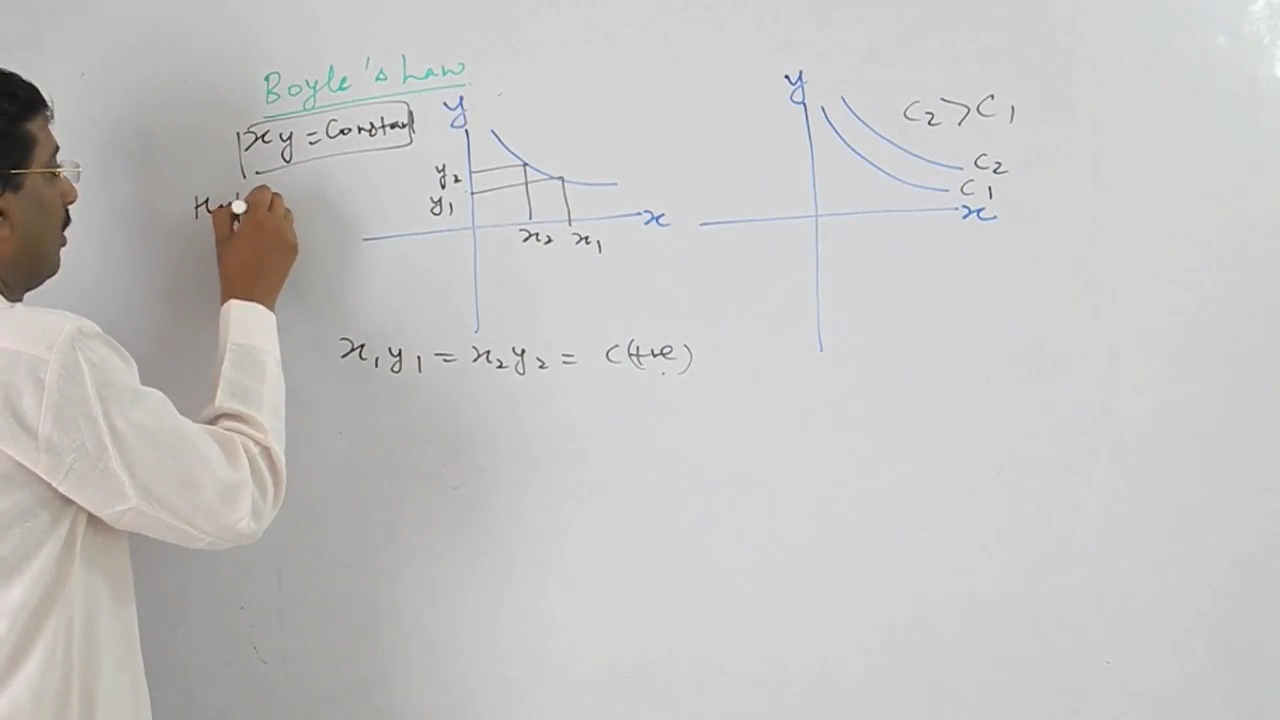 Boyle's Law
xy = Constant
y
y2
y1
x2
x1
x
x1y1 = x2y2 = C(+ve)
y
C2 > C1
C2
C1
x